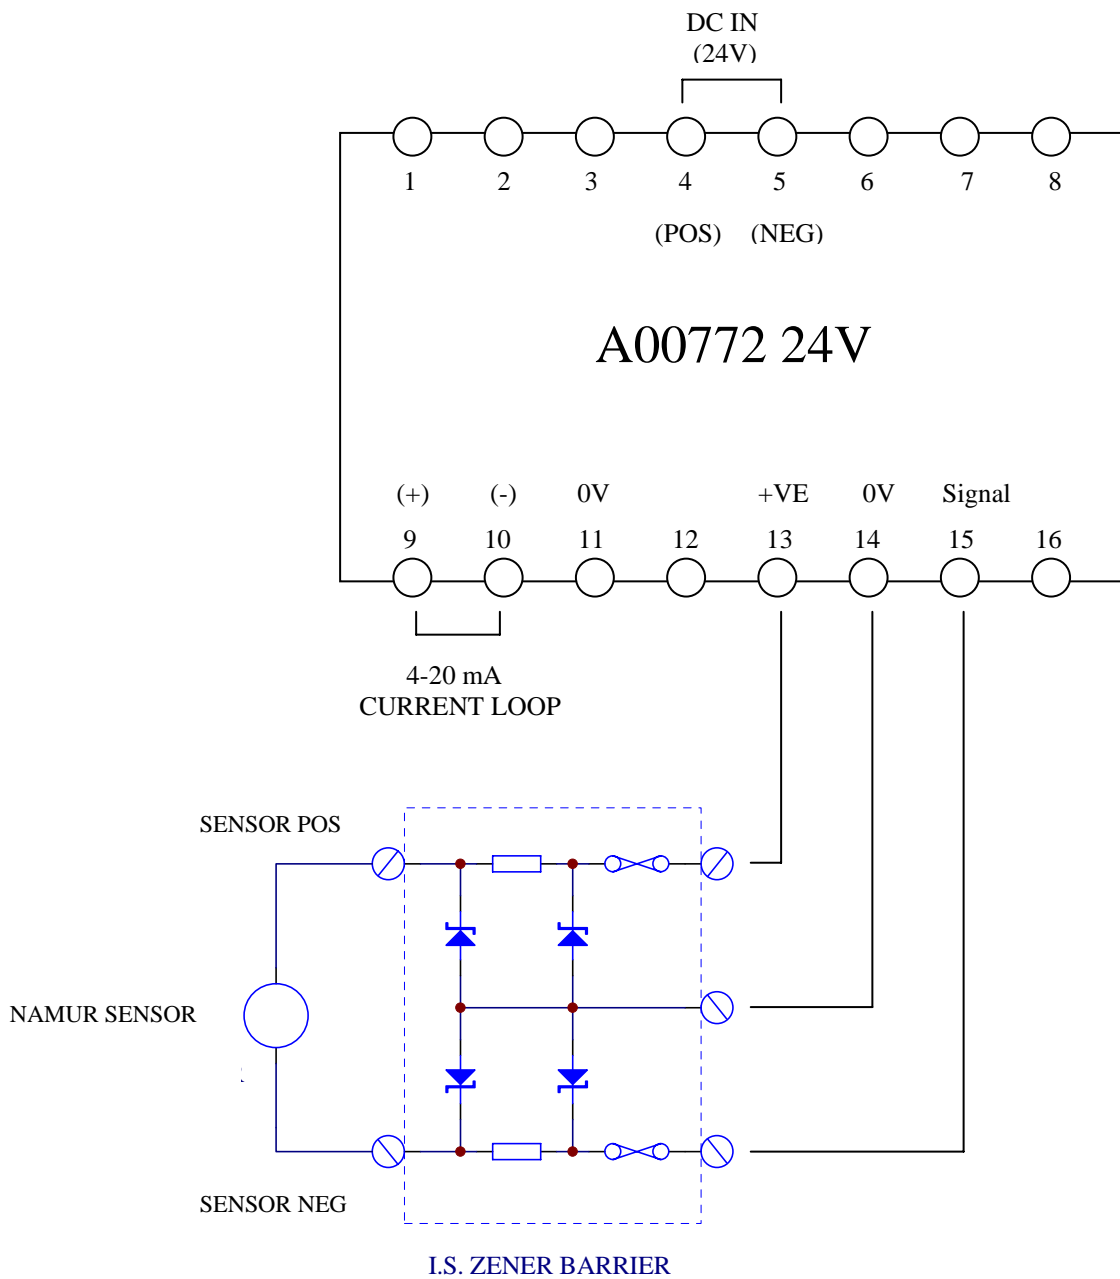 DC IN
(24V)
1 2 3 4 5 6 7 8
(POS) (NEG)
A00772 24V
(+) (-) 0V +VE 0V Signal
9 10 11 12 13 14 15 16
4-20 mA
CURRENT LOOP
SENSOR POS
NAMUR SENSOR
SENSOR NEG
I.S. ZENER BARRIER